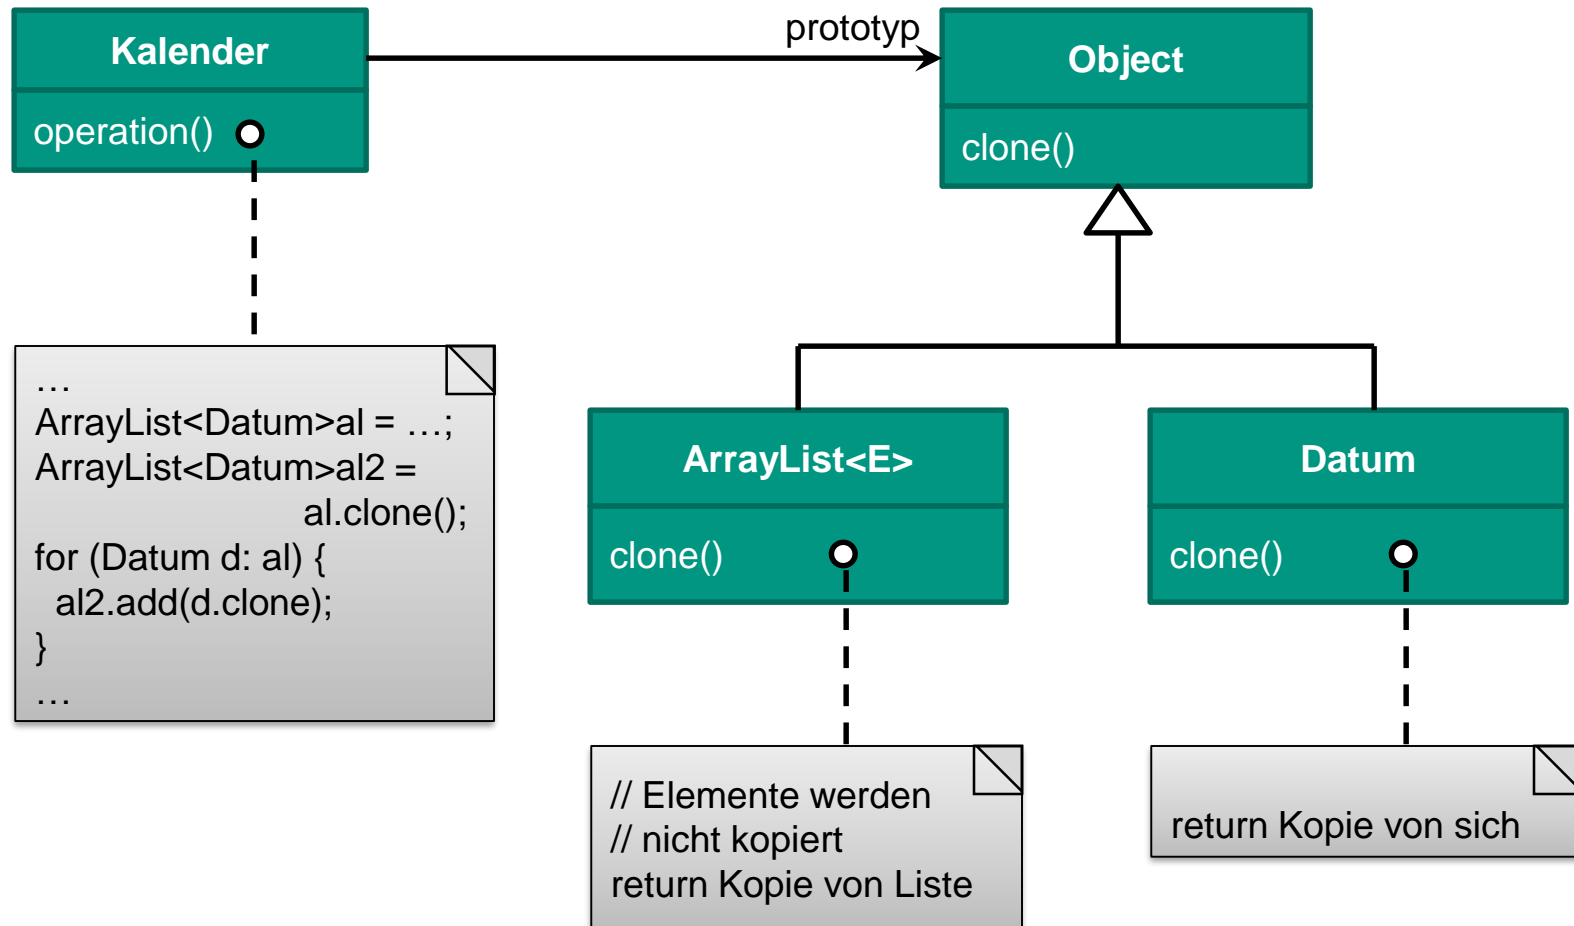 Kalender
operation()
prototyp
Object
clone()
…
ArrayList<Datum>al = …;
ArrayList<Datum>al2 =
al.clone();
for (Datum d: al) {
al2.add(d.clone);
}
…
ArrayList<E>
clone()
Datum
clone()
// Elemente werden
// nicht kopiert
return Kopie von Liste
return Kopie von sich